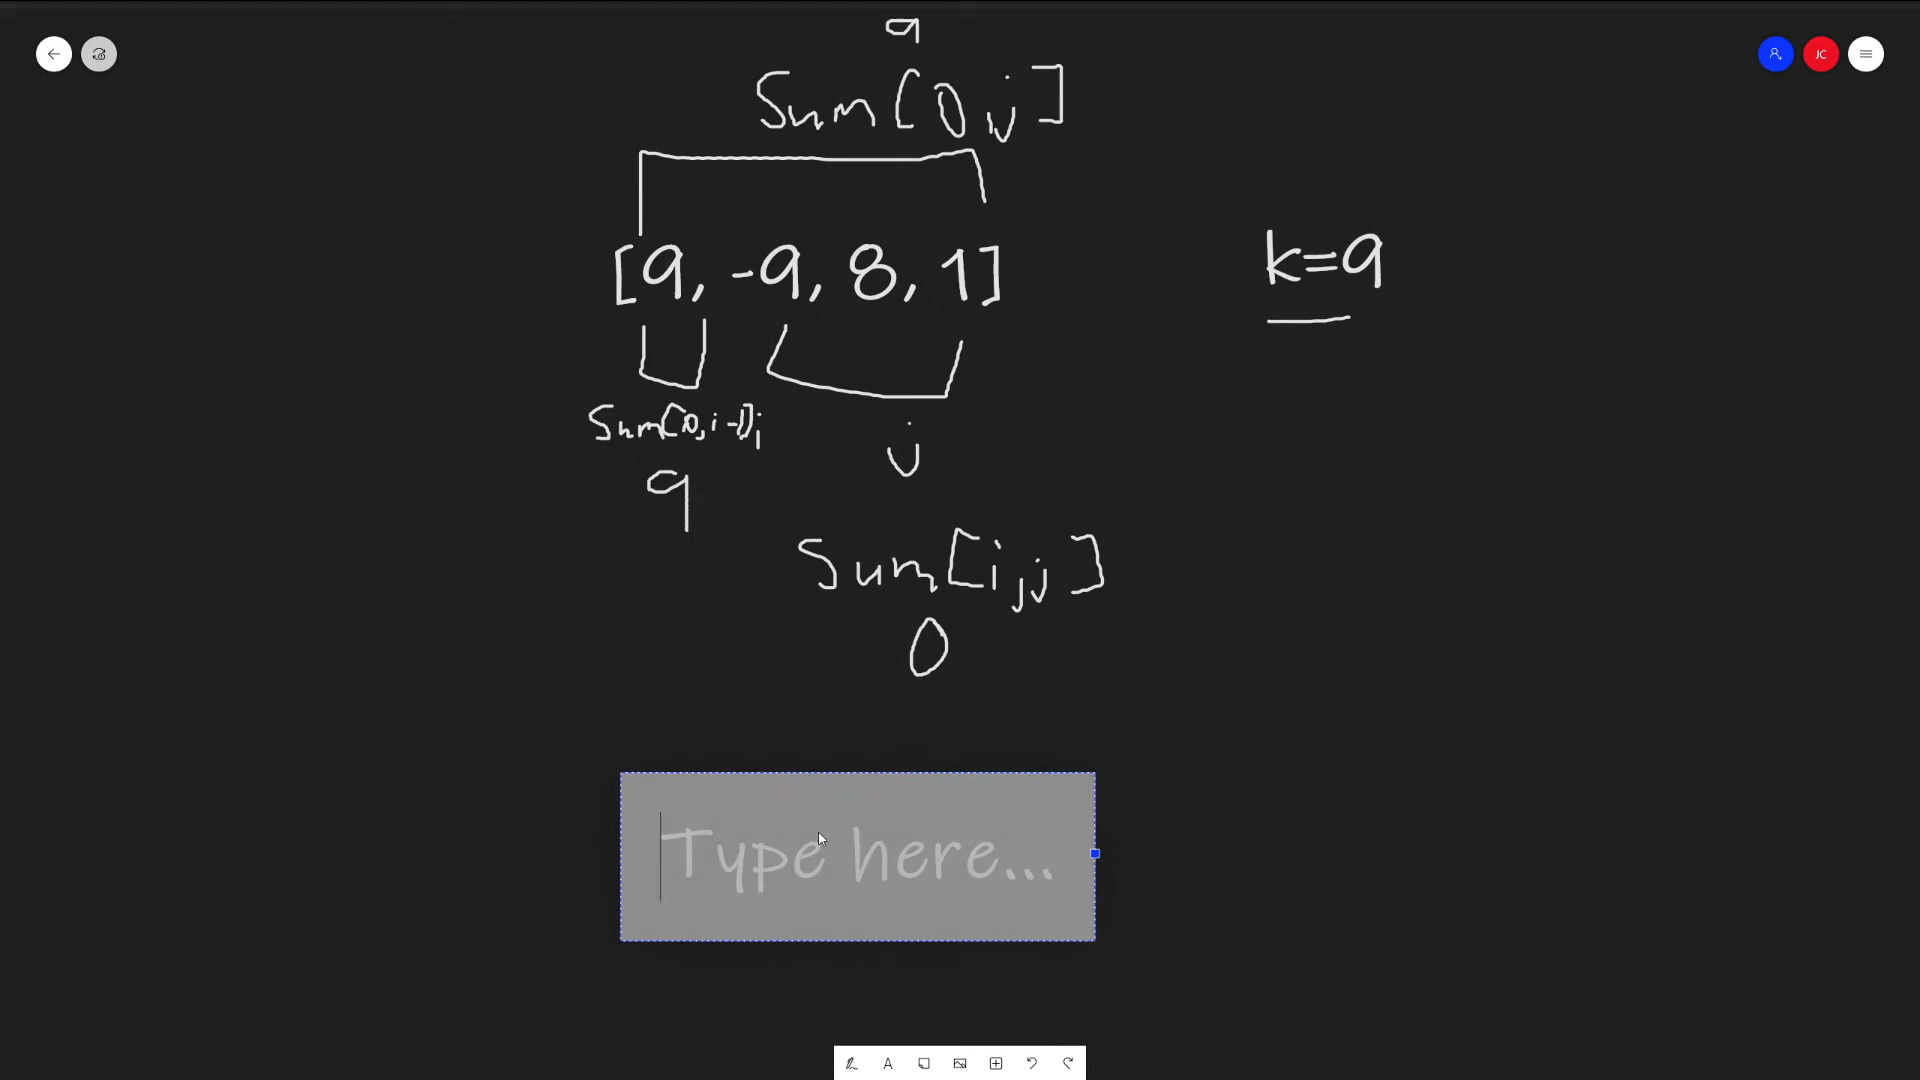 9
Sum[0,j]
[9, -9, 8, 1]
k=9
Sum[0,i-1]i
j
9
Sum[i,j]
0
Type here...
JC
A